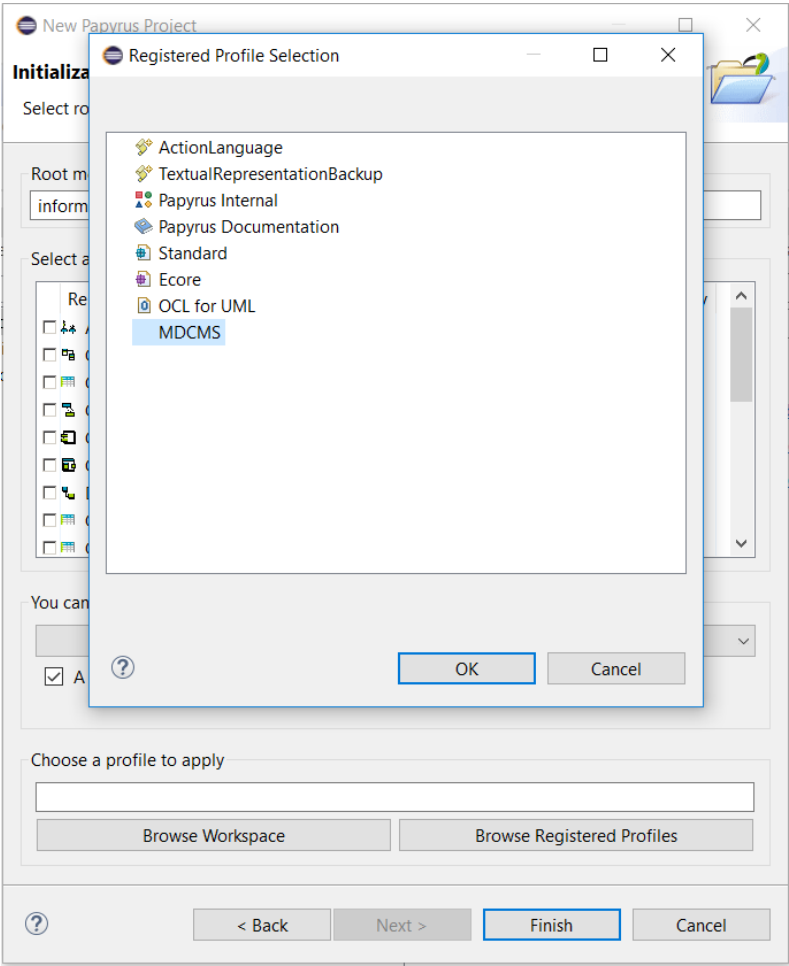 New Papyrus Project
Registered Profile Selection
Initializa
Select ro
ActionLanguage
TextualRepresentationBackup
Root m
Papyrus Internal
inform
Papyrus Documentation
Standard
Select a
Ecore
Re
OCL for UML
MDCMS
You can
OK
Cancel
A
Choose a profile to apply
Browse Workspace
Browse Registered Profiles
< Back
Next >
Finish
Cancel